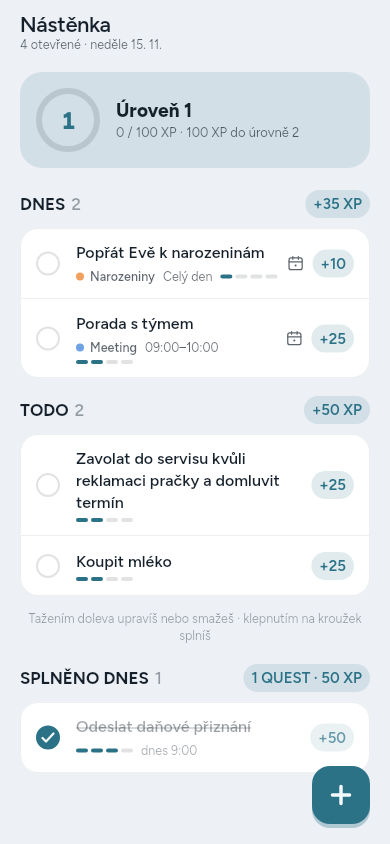 Nástěnka
4 otevřené · neděle 15. 11.
1
Úroveň 1
0 / 100 XP · 100 XP do úrovně 2
DNES 2
+35 XP
Popřát Evě k narozeninám
Narozeniny Celý den
+10
Porada s týmem
Meeting 09:00–10:00
+25
TODO 2
+50 XP
Zavolat do servisu kvůli
reklamaci pračky a domluvit
termín
+25
Koupit mléko
+25
Tažením doleva upravíš nebo smažeš · klepnutím na kroužek
splníš
SPLNĚNO DNES 1
1 QUEST · 50 XP
Odeslat daňové přiznání
dnes 9:00
+50